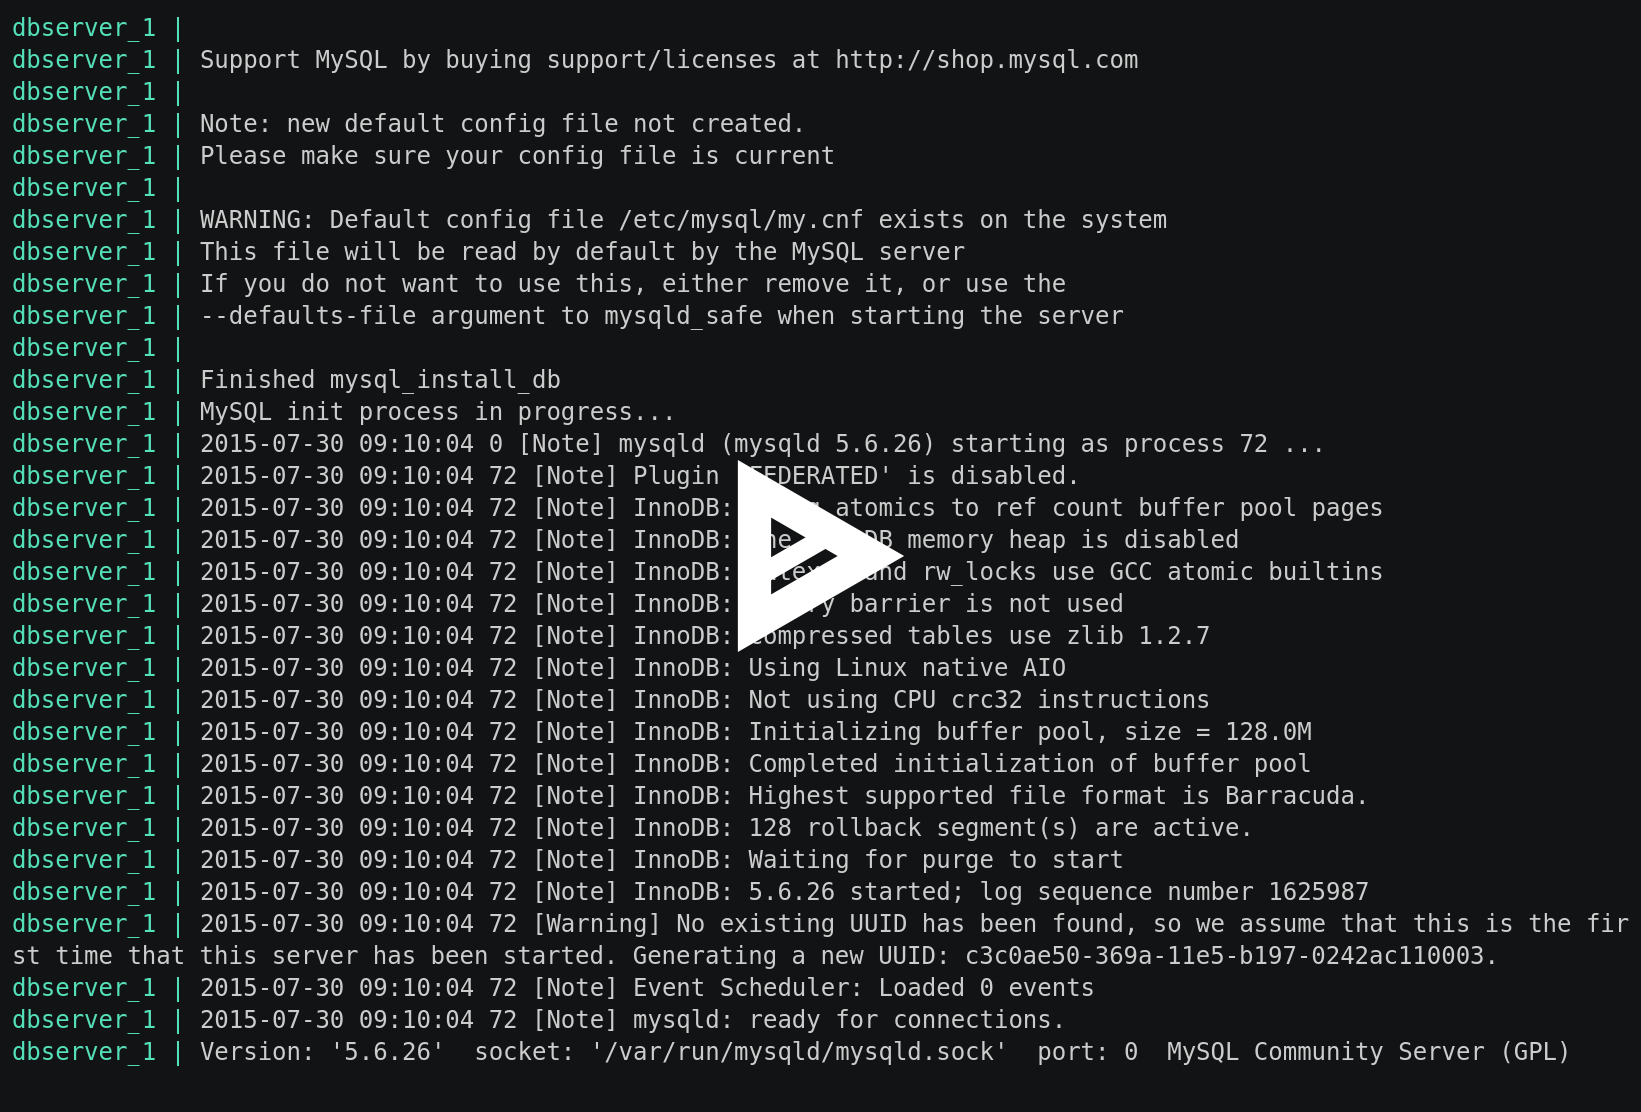 dbserver_1 |
dbserver_1 | Support MySQL by buying support/licenses at http://shop.mysql.com
dbserver_1 |
dbserver_1 | Note: new default config file not created.
dbserver_1 | Please make sure your config file is current
dbserver_1 |
dbserver_1 | WARNING: Default config file /etc/mysql/my.cnf exists on the system
dbserver_1 | This file will be read by default by the MySQL server
dbserver_1 | If you do not want to use this, either remove it, or use the
dbserver_1 | --defaults-file argument to mysqld_safe when starting the server
dbserver_1 |
dbserver_1 | Finished mysql_install_db
dbserver_1 | MySQL init process in progress...
dbserver_1 | 2015-07-30 09:10:04 0 [Note] mysqld (mysqld 5.6.26) starting as process 72 ...
dbserver_1 | 2015-07-30 09:10:04 72 [Note] Plugin 'FEDERATED' is disabled.
dbserver_1 | 2015-07-30 09:10:04 72 [Note] InnoDB: atomics to ref count buffer pool pages
dbserver_1 | 2015-07-30 09:10:04 72 [Note] InnoDB: The InnoDB memory heap is disabled
dbserver_1 | 2015-07-30 09:10:04 72 [Note] InnoDB: Mutexes and rw_locks use GCC atomic builtins
dbserver_1 | 2015-07-30 09:10:04 72 [Note] InnoDB: barrier is not used
dbserver_1 | 2015-07-30 09:10:04 72 [Note] InnoDB: Compressed tables use zlib 1.2.7
dbserver_1 | 2015-07-30 09:10:04 72 [Note] InnoDB: Using Linux native AIO
dbserver_1 | 2015-07-30 09:10:04 72 [Note] InnoDB: Not using CPU crc32 instructions
dbserver_1 | 2015-07-30 09:10:04 72 [Note] InnoDB: Initializing buffer pool, size = 128.0M
dbserver_1 | 2015-07-30 09:10:04 72 [Note] InnoDB: Completed initialization of buffer pool
dbserver_1 | 2015-07-30 09:10:04 72 [Note] InnoDB: Highest supported file format is Barracuda.
dbserver_1 | 2015-07-30 09:10:04 72 [Note] InnoDB: 128 rollback segment(s) are active.
dbserver_1 | 2015-07-30 09:10:04 72 [Note] InnoDB: Waiting for purge to start
dbserver_1 | 2015-07-30 09:10:04 72 [Note] InnoDB: 5.6.26 started; log sequence number 1625987
dbserver_1 | 2015-07-30 09:10:04 72 [Warning] No existing UUID has been found, so we assume that this is the fir
st time that this server has been started. Generating a new UUID: c3c0ae50-369a-11e5-b197-0242ac110003.
dbserver_1 | 2015-07-30 09:10:04 72 [Note] Event Scheduler: Loaded 0 events
dbserver_1 | 2015-07-30 09:10:04 72 [Note] mysqld: ready for connections.
dbserver_1 | Version: '5.6.26'  socket: '/var/run/mysqld/mysqld.sock'  port: 0  MySQL Community Server (GPL)